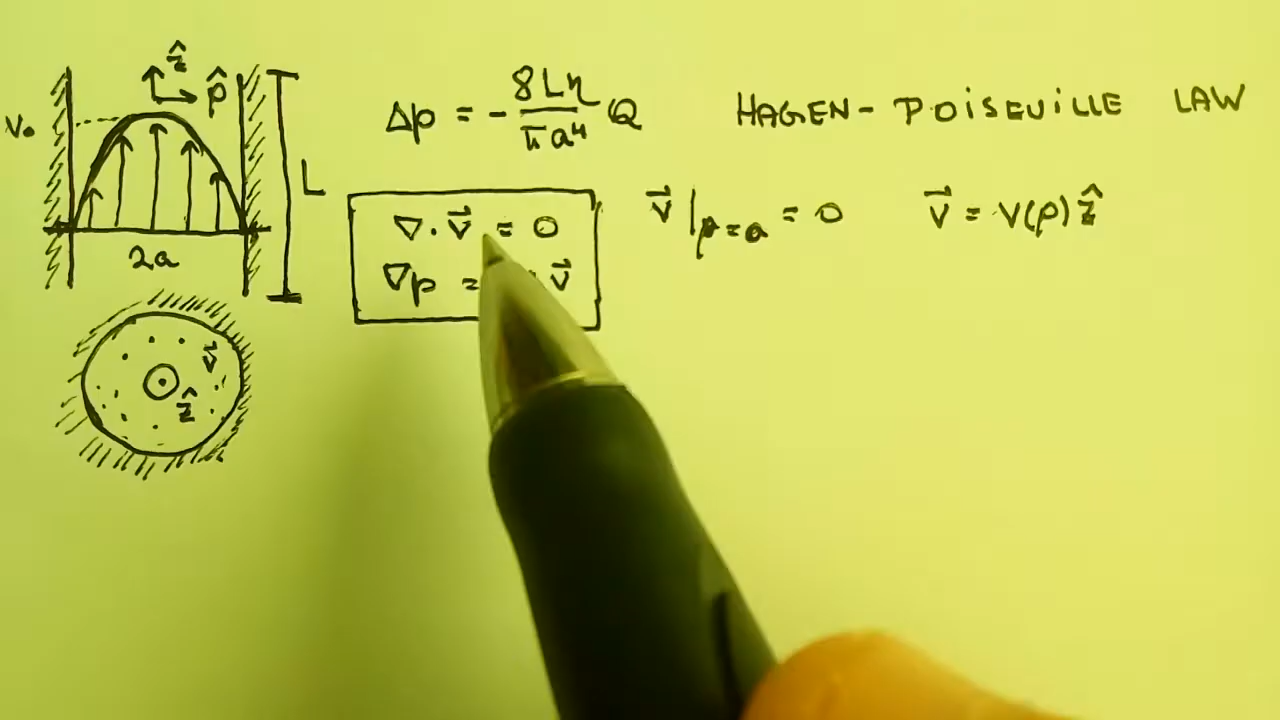 Δp = - 8Lη / πa⁴ Q
HAGEN-POISEUILLE LAW
ẑ
ρ̂
V₀
L
2a
∇·v⃗ = 0
∇p = v⃗
v⃗|ρ=a = 0
v⃗ = v(ρ)ẑ
v⃗
ẑ